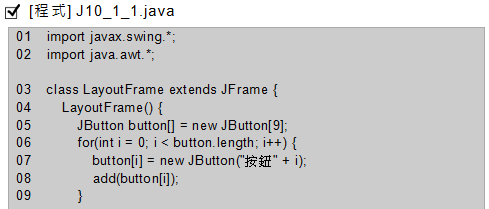 [程式] J10_1_1.java
01 import javax.swing.*;
02 import java.awt.*;
03 class LayoutFrame extends JFrame {
04 LayoutFrame() {
05 JButton button[] = new JButton[9];
06 for(int i = 0; i < button.length; i++) {
07 button[i] = new JButton("按鈕" + i);
08 add(button[i]);
09 }